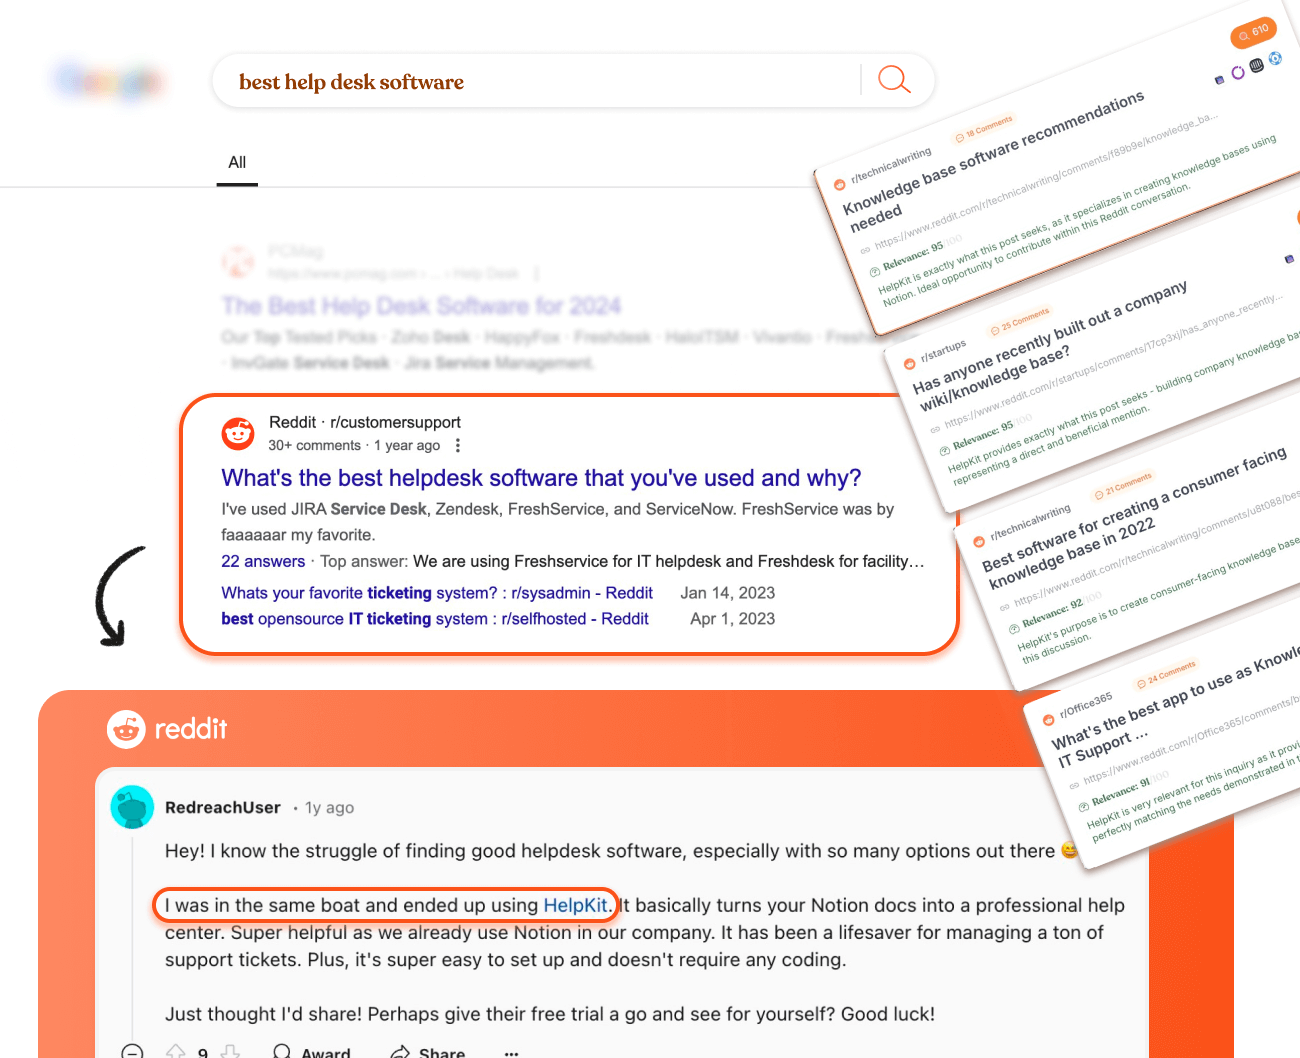 Google
best help desk software
All
PCMag
https://www.pcmag.com › ... › Help Desk
The Best Help Desk Software for 2024
Our Top Tested Picks · Zoho Desk · HappyFox · Freshdesk · HaloITSM · Vivantio ·
· InvGate Service Desk · Jira Service Management.
Reddit · r/customersupport
30+ comments · 1 year ago
What's the best helpdesk software that you've used and why?
I've used JIRA Service Desk, Zendesk, FreshService, and ServiceNow. FreshService was by
faaaaaar my favorite.
22 answers · Top answer: We are using Freshservice for IT helpdesk and Freshdesk for facility…
Whats your favorite ticketing system? : r/sysadmin - Reddit Jan 14, 2023
best opensource IT ticketing system : r/selfhosted - Reddit Apr 1, 2023
610
r/technicalwriting 18 Comments
Knowledge base software recommendations
needed
https://www.reddit.com/r/technicalwriting/comments/f89b9e/knowledge_ba...
Relevance: 95/100
HelpKit is exactly what this post seeks, as it specializes in creating knowledge bases using
Notion. Ideal opportunity to contribute within this Reddit conversation.
r/startups 25 Comments
Has anyone recently built out a company
wiki/knowledge base?
https://www.reddit.com/r/startups/comments/17cp3xj/has_anyone_recently...
Relevance: 95/100
HelpKit provides exactly what this post seeks - building company knowledge
representing a direct and beneficial mention.
r/technicalwriting 21 Comments
Best software for creating a consumer facing
knowledge base in 2022
https://www.reddit.com/r/technicalwriting/comments/u8t088/bes
Relevance: 92/100
HelpKit's purpose is to create consumer-facing knowledge base
this discussion.
r/Office365 24 Comments
What's the best app to use as Knowle
IT Support ...
https://www.reddit.com/r/Office365/comments/b
Relevance: 91/100
HelpKit is very relevant for this inquiry as it provi
perfectly matching the needs demonstrated in t
reddit
RedreachUser • 1y ago
Hey! I know the struggle of finding good helpdesk software, especially with so many options out there 😅
I was in the same boat and ended up using HelpKit. It basically turns your Notion docs into a professional help
center. Super helpful as we already use Notion in our company. It has been a lifesaver for managing a ton of
support tickets. Plus, it's super easy to set up and doesn't require any coding.
Just thought I'd share! Perhaps give their free trial a go and see for yourself? Good luck!
9 Award Share ...